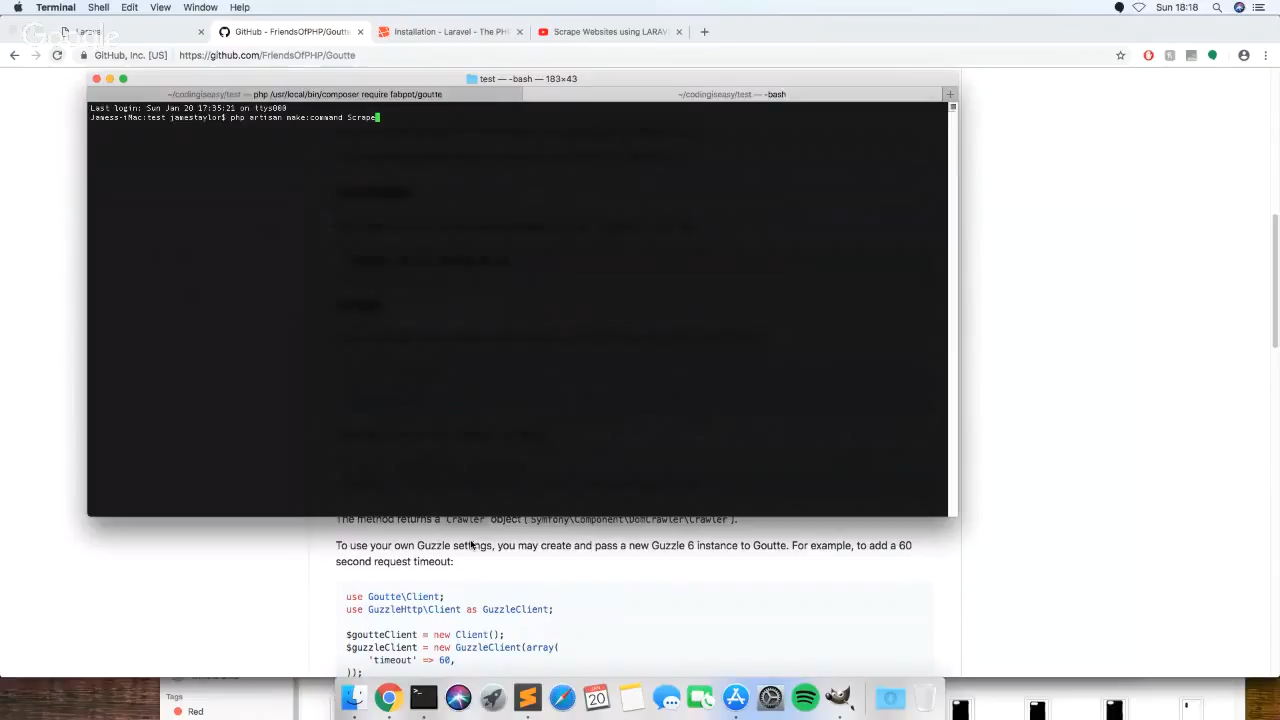 Terminal Shell Edit View Window Help Sun 18:18
Google
GitHub - FriendsOfPHP/Goutte Installation - Laravel - The PH Scrape Websites using LARAV
GitHub, Inc. [US] https://github.com/FriendsOfPHP/Goutte
test — -bash — 183×43
~/codingiseasy/test — php /usr/local/bin/composer require fabpot/goutte ~/codingiseasy/test — -bash
Last login: Sun Jan 20 17:35:21 on ttys000
Jamess-iMac:test jamestaylor$ php artisan make:command Scrape
The method returns a Crawler object (Symfony\Component\DomCrawler\Crawler).
To use your own Guzzle settings, you may create and pass a new Guzzle 6 instance to Goutte. For example, to add a 60
second request timeout:
use Goutte\Client;
use GuzzleHttp\Client as GuzzleClient;
$goutteClient = new Client();
$guzzleClient = new GuzzleClient(array(
'timeout' => 60,
));
Tags
Red
JAN
20